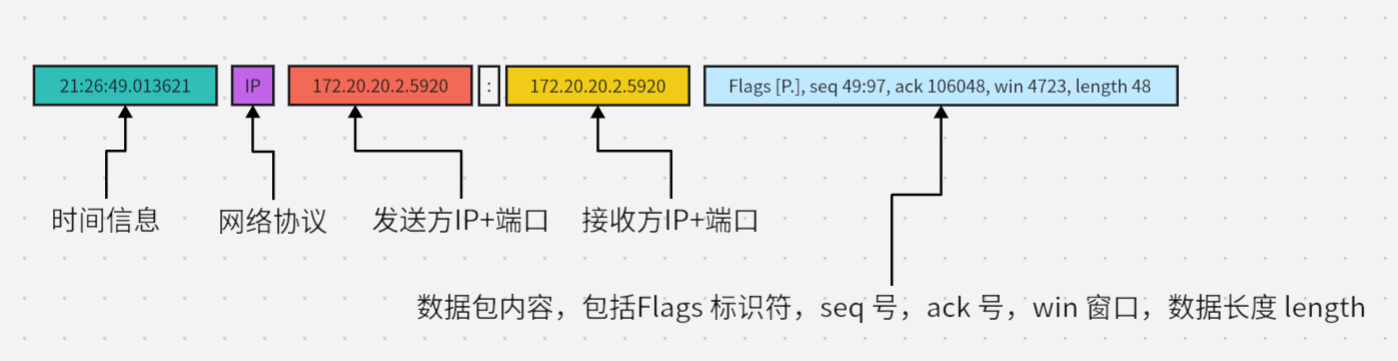 21:26:49.013621 IP 172.20.20.2.5920 : 172.20.20.2.5920 Flags [P.], seq 49:97, ack 106048, win 4723, length 48
时间信息 网络协议 发送方IP+端口 接收方IP+端口
数据包内容，包括Flags 标识符，seq 号，ack 号，win 窗口，数据长度 length